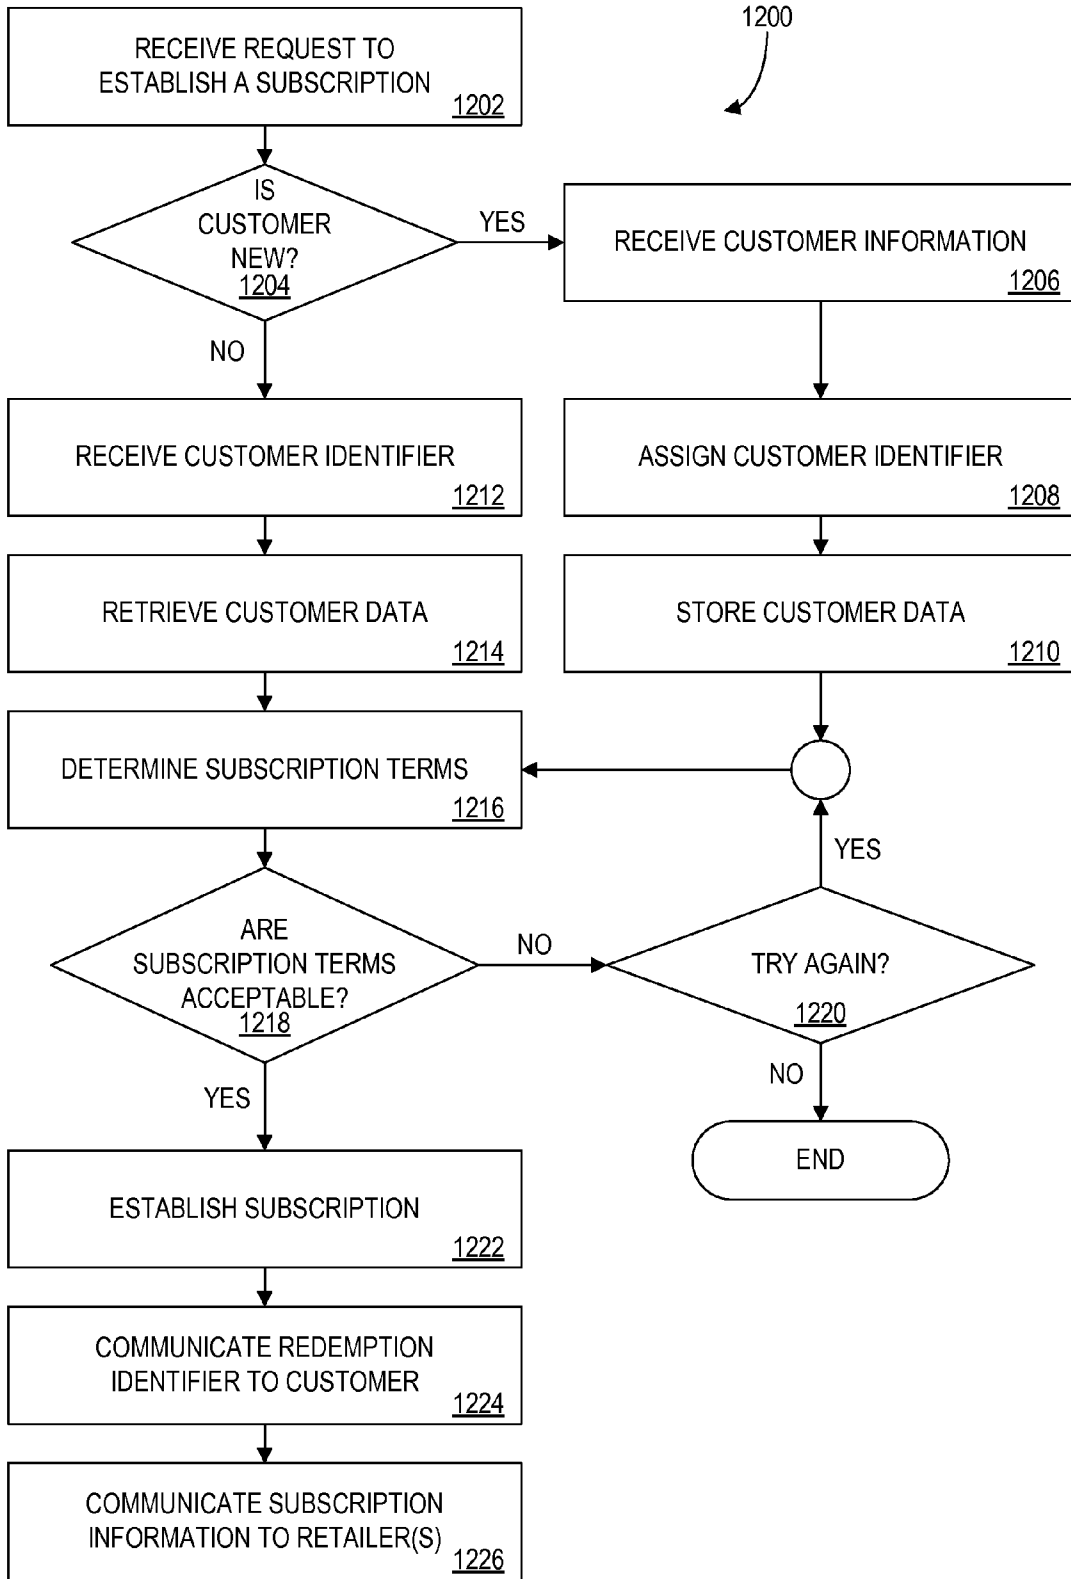 1200
RECEIVE REQUEST TO
ESTABLISH A SUBSCRIPTION
1202
IS
CUSTOMER
NEW?
1204
YES
RECEIVE CUSTOMER INFORMATION
1206
NO
RECEIVE CUSTOMER IDENTIFIER
1212
ASSIGN CUSTOMER IDENTIFIER
1208
RETRIEVE CUSTOMER DATA
1214
STORE CUSTOMER DATA
1210
DETERMINE SUBSCRIPTION TERMS
1216
YES
ARE
SUBSCRIPTION TERMS
ACCEPTABLE?
1218
NO
TRY AGAIN?
1220
NO
YES
END
ESTABLISH SUBSCRIPTION
1222
COMMUNICATE REDEMPTION
IDENTIFIER TO CUSTOMER
1224
COMMUNICATE SUBSCRIPTION
INFORMATION TO RETAILER(S)
1226